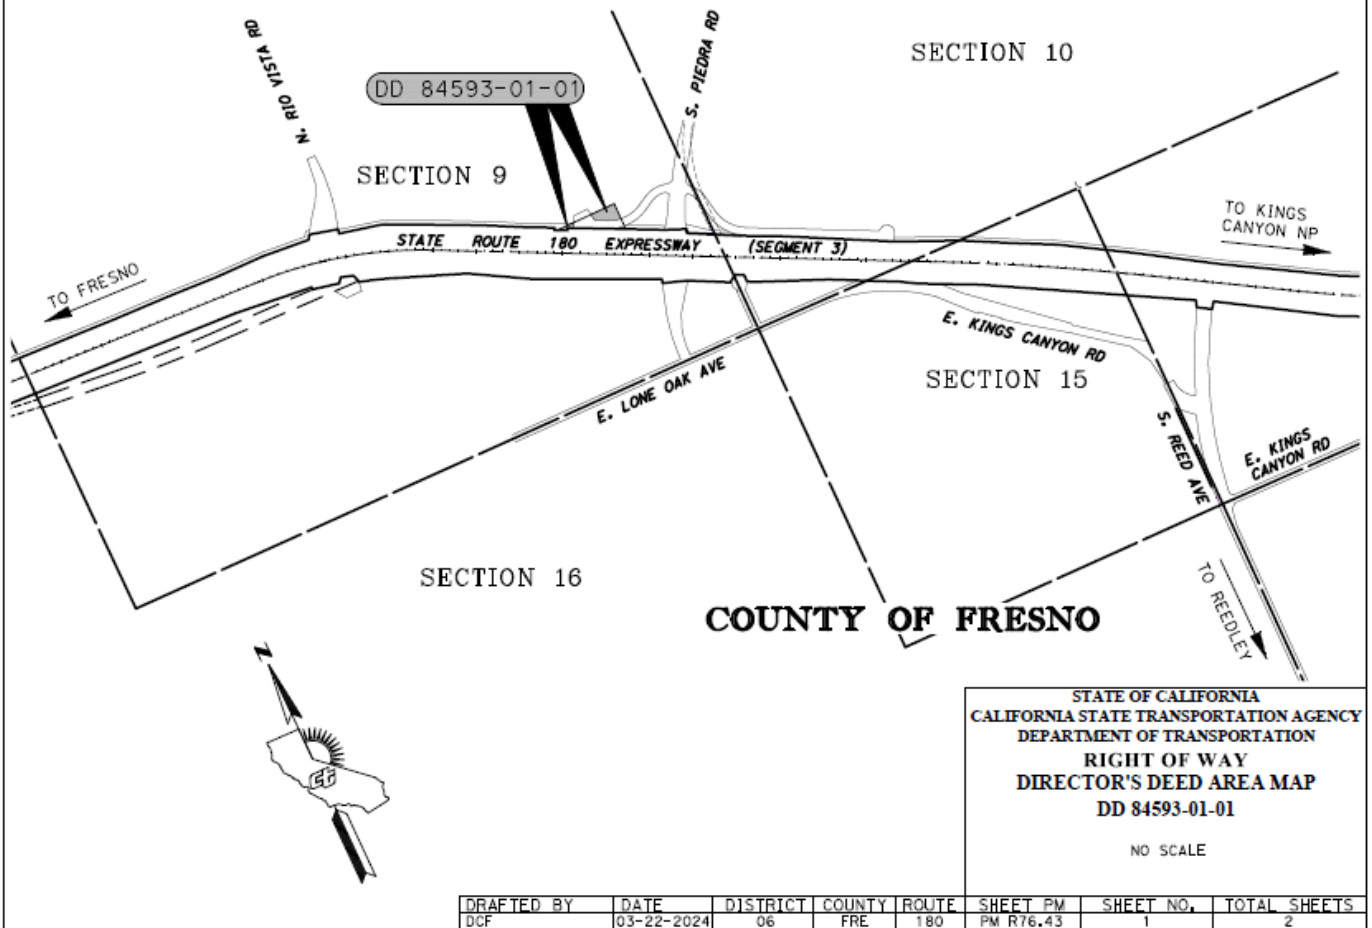 N. RIO VISTA RD
DD 84593-01-01
S. PIEDRA RD
SECTION 10
SECTION 9
TO KINGS
CANYON NP
STATE ROUTE 180 EXPRESSWAY (SEGMENT 3)
TO FRESNO
E. KINGS CANYON RD
SECTION 15
E. LONE OAK AVE
S. REED AVE
E. KINGS
CANYON RD
SECTION 16
TO REEDLEY
COUNTY OF FRESNO
N
ct
STATE OF CALIFORNIA
CALIFORNIA STATE TRANSPORTATION AGENCY
DEPARTMENT OF TRANSPORTATION
RIGHT OF WAY
DIRECTOR'S DEED AREA MAP
DD 84593-01-01
NO SCALE
DRAFTED BY DATE DISTRICT COUNTY ROUTE SHEET PM SHEET NO. TOTAL SHEETS
DCF 03-22-2024 06 FRE 180 PM R76.43 1 2